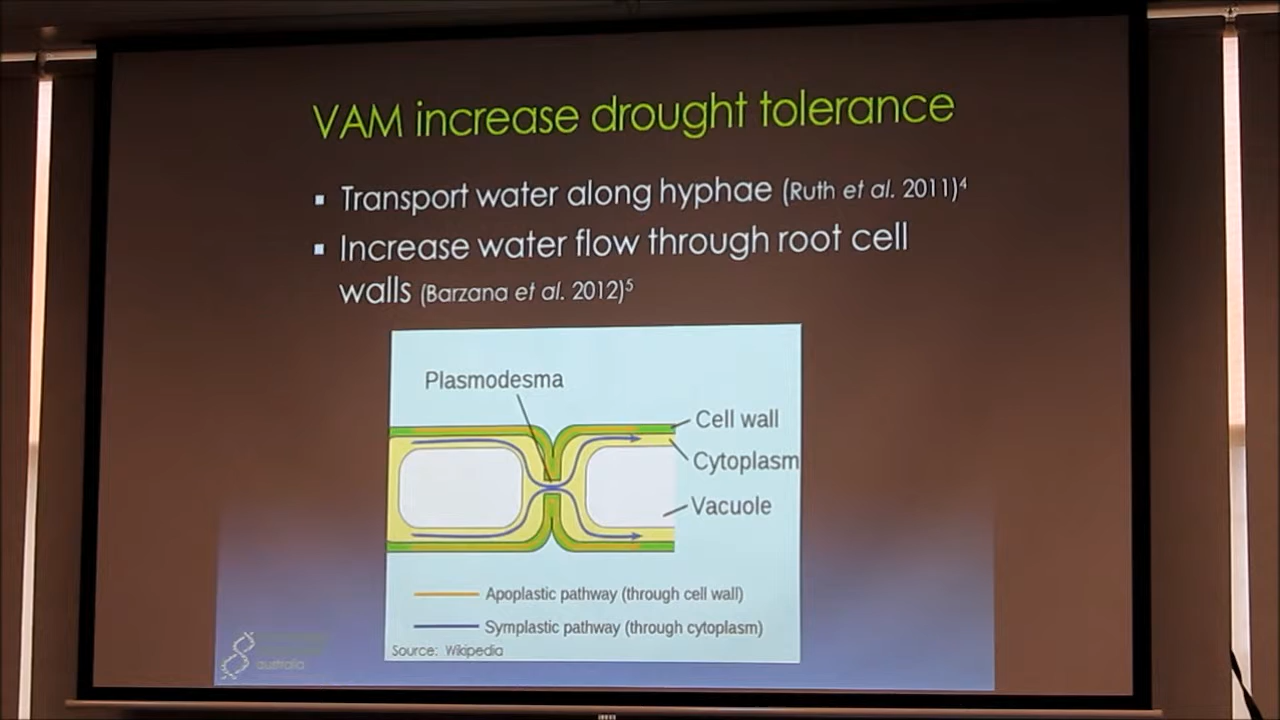 VAM increase drought tolerance
▪ Transport water along hyphae (Ruth et al. 2011)⁴
▪ Increase water flow through root cell
walls (Barzana et al. 2012)⁵
Plasmodesma
Cell wall
Cytoplasm
Vacuole
Apoplastic pathway (through cell wall)
Symplastic pathway (through cytoplasm)
Source: Wikipedia
australia